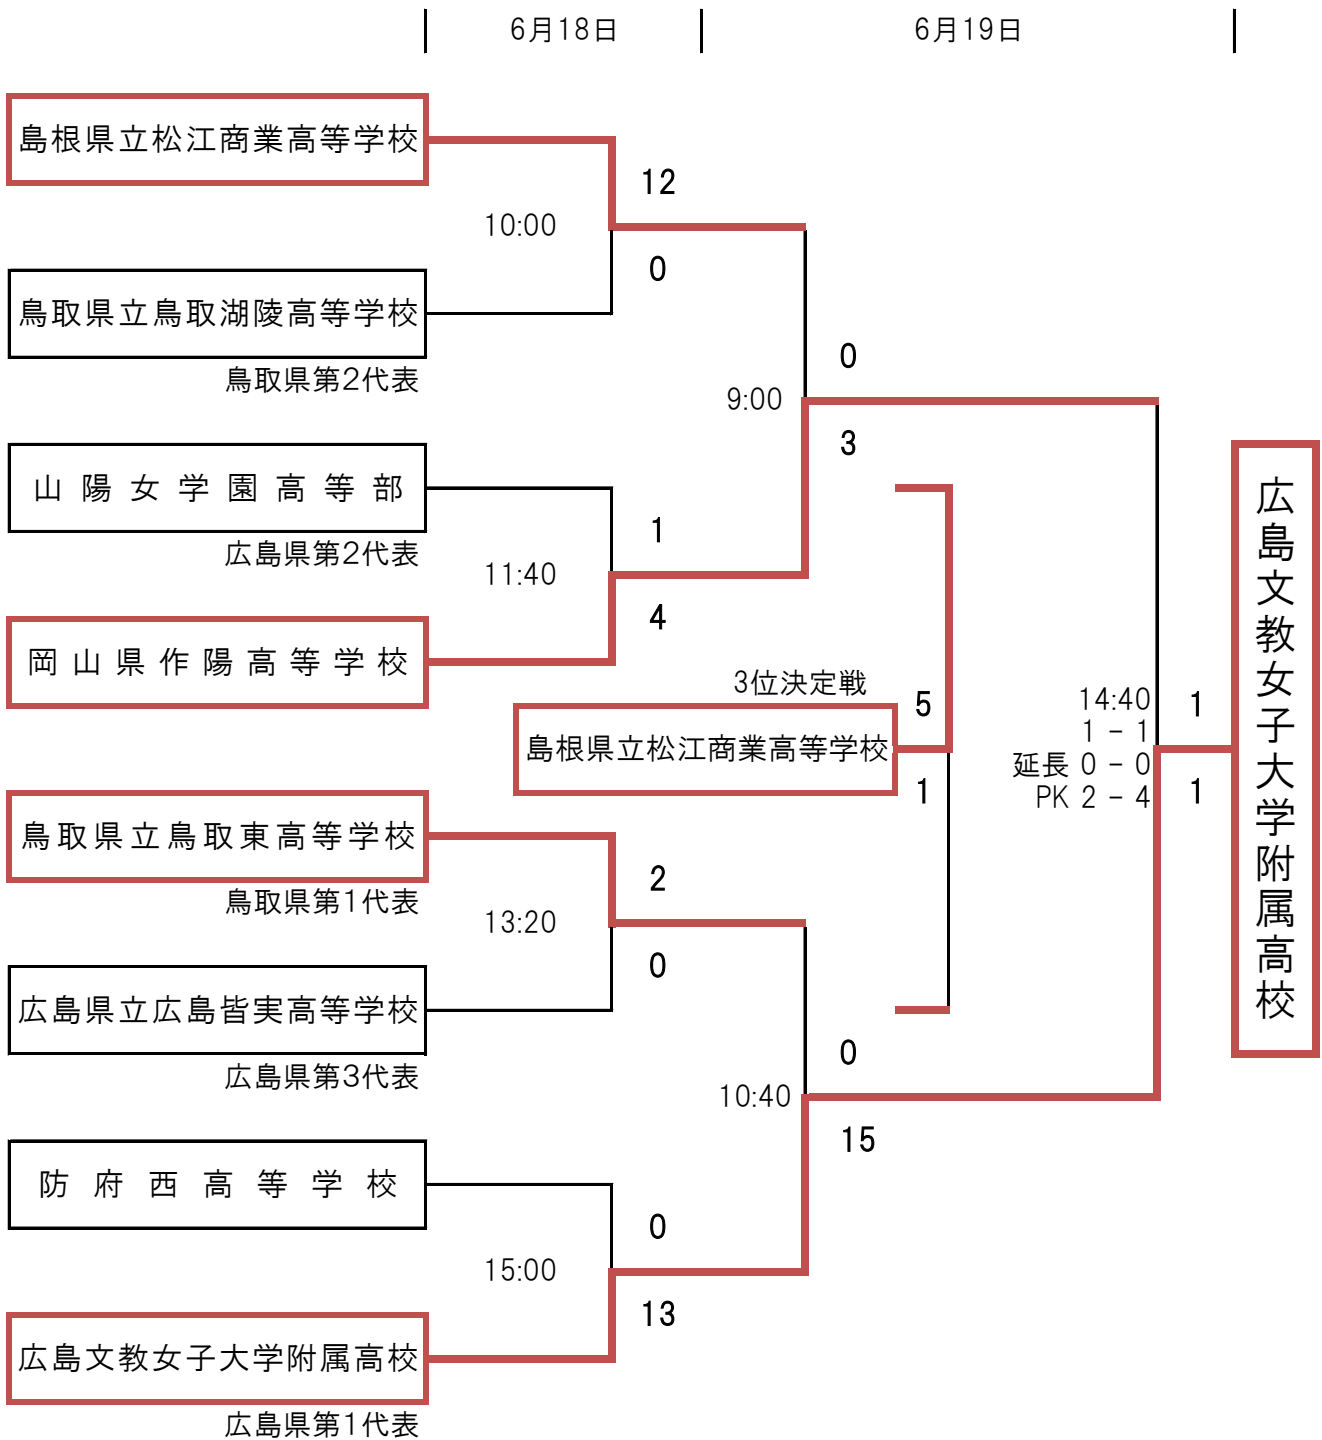 6月18日
6月19日
島根県立松江商業高等学校
12
10:00
0
鳥取県立鳥取湖陵高等学校
鳥取県第2代表
0
9:00
3
山陽女学園高等部
広島県第2代表
1
11:40
4
岡山県作陽高等学校
3位決定戦
5
島根県立松江商業高等学校
1
14:40
1 － 1
延長 0 － 0
PK 2 － 4
1
1
広島文教女子大学附属高校
鳥取県立鳥取東高等学校
鳥取県第1代表
2
13:20
0
広島県立広島皆実高等学校
広島県第3代表
0
10:40
15
防府西高等学校
0
15:00
13
広島文教女子大学附属高校
広島県第1代表